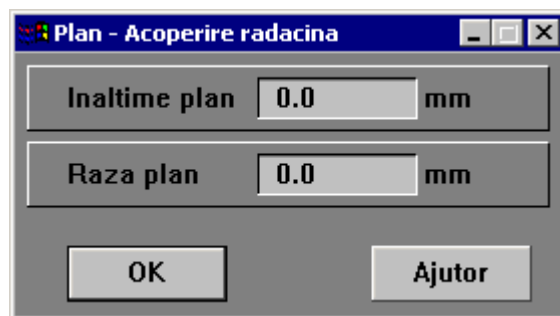 Plan - Acoperire radacina
Inaltime plan 0.0 mm
Raza plan 0.0 mm
OK Ajutor